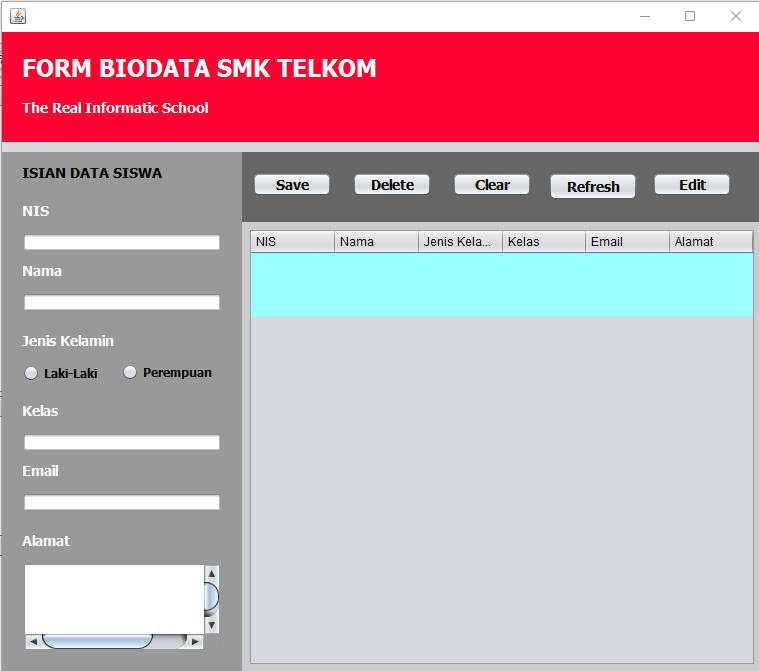 FORM BIODATA SMK TELKOM
The Real Informatic School
ISIAN DATA SISWA
NIS
Nama
Jenis Kelamin
Laki-Laki Perempuan
Kelas
Email
Alamat
Save Delete Clear Refresh Edit
NIS Nama Jenis Kela... Kelas Email Alamat